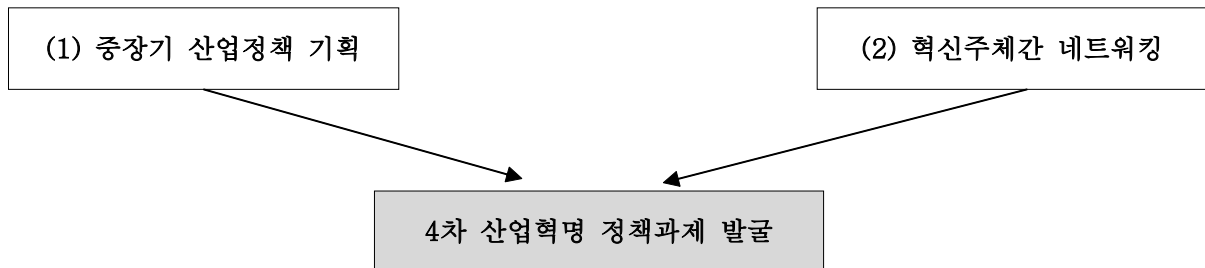 (1) 중장기 산업정책 기획
(2) 혁신주체간 네트워킹
4차 산업혁명 정책과제 발굴